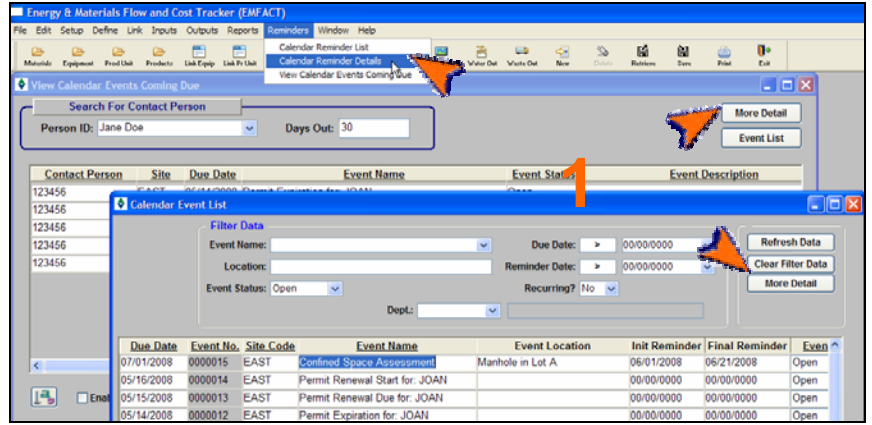 Energy & Materials Flow and Cost Tracker (EMFACT)
File Edit Setup Define Link Inputs Outputs Reports Reminders Window Help
Materials Equipment Prod Unit Products Link Equip Link Pr Unit Water Out Waste Out New Delete Retrieve Save Print Exit
Calendar Reminder List
Calendar Reminder Details
View Calendar Events Coming Due
View Calendar Events Coming Due
Search For Contact Person
Person ID: Jane Doe Days Out: 30
More Detail
Event List
1
Contact Person Site Due Date Event Name Event Status Event Description
123456 EAST 05/14/2008 Permit Expiration for: JOAN Open
123456
123456
123456
123456
Calendar Event List
Filter Data
Event Name: Due Date: > 00/00/0000 Refresh Data
Location: Reminder Date: > 00/00/0000 Clear Filter Data
Event Status: Open Recurring? No More Detail
Dept.:
Due Date Event No. Site Code Event Name Event Location Init Reminder Final Reminder Even
07/01/2008 0000015 EAST Confined Space Assessment Manhole in Lot A 06/01/2008 06/21/2008 Open
05/16/2008 0000014 EAST Permit Renewal Start for: JOAN 00/00/0000 00/00/0000 Open
05/15/2008 0000013 EAST Permit Renewal Due for: JOAN 00/00/0000 00/00/0000 Open
05/14/2008 0000012 EAST Permit Expiration for: JOAN 00/00/0000 00/00/0000 Open
Enab